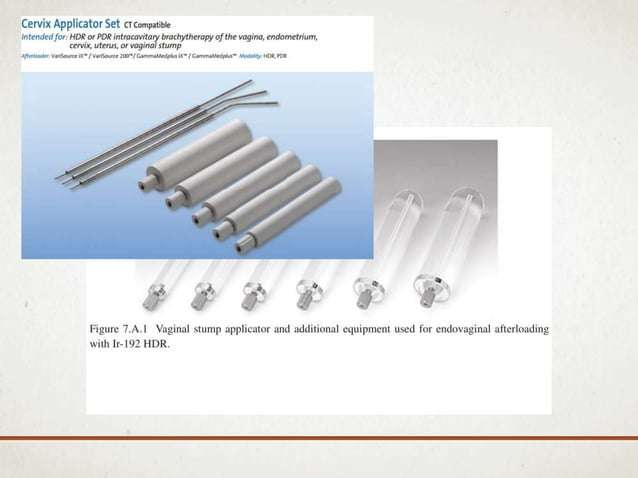 Cervix Applicator Set CT Compatible
Intended for: HDR or PDR intracavitary brachytherapy of the vagina, endometrium,
cervix, uterus, or vaginal stump
Afterloader: VariSource iX™ / VariSource 200™/ GammaMedplus iX™ / GammaMedplus™ Modality: HDR, PDR
Figure 7.A.1 Vaginal stump applicator and additional equipment used for endovaginal afterloading
with Ir-192 HDR.